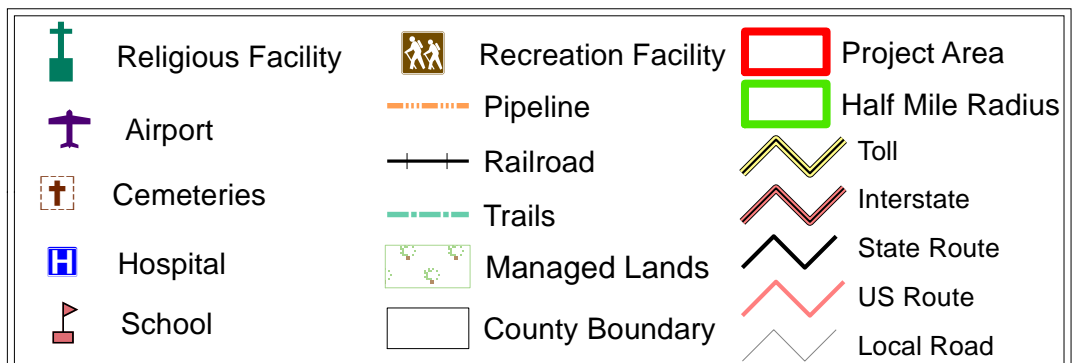 Religious Facility
Airport
Cemeteries
H
Hospital
School
Recreation Facility
Pipeline
Railroad
Trails
Managed Lands
County Boundary
Project Area
Half Mile Radius
Toll
Interstate
State Route
US Route
Local Road